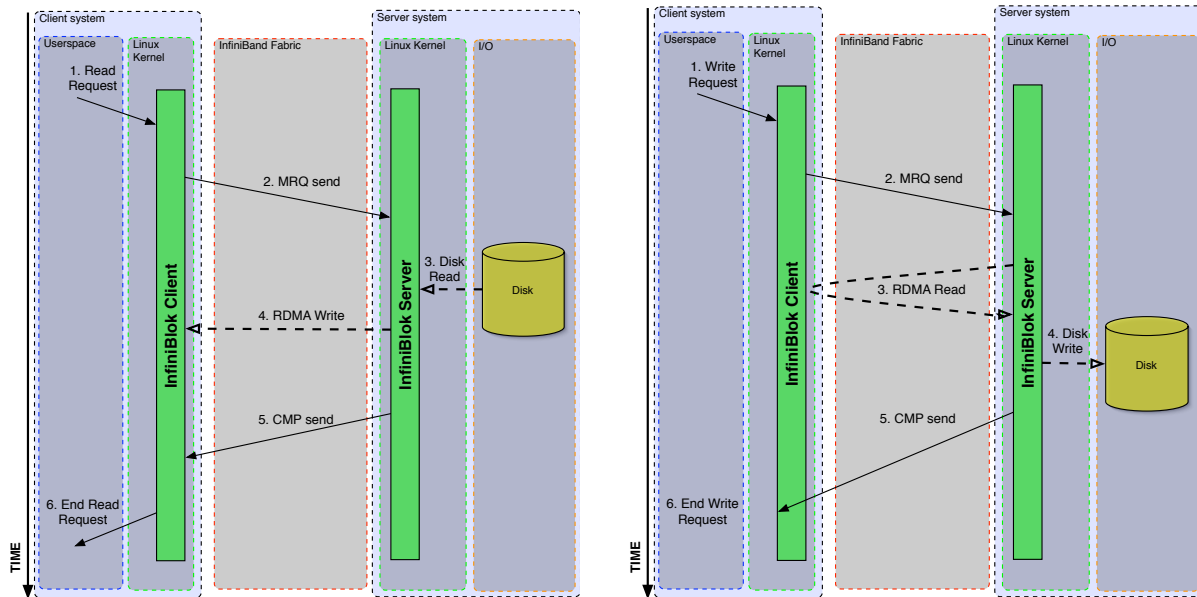 Client system
Server system
Userspace
Linux
Kernel
InfiniBand Fabric
Linux Kernel
I/O
1. Read
Request
2. MRQ send
3. Disk
Read
Disk
4. RDMA Write
InfiniBlok Client
InfiniBlok Server
5. CMP send
6. End Read
Request
TIME
Client system
Server system
Userspace
Linux
Kernel
InfiniBand Fabric
Linux Kernel
I/O
1. Write
Request
2. MRQ send
3. RDMA Read
4. Disk
Write
Disk
InfiniBlok Client
InfiniBlok Server
5. CMP send
6. End Write
Request
TIME